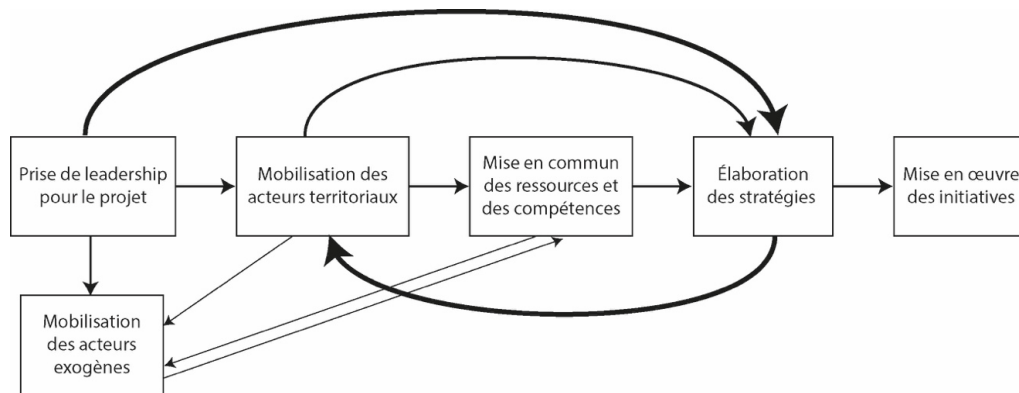 Prise de leadership
pour le projet
Mobilisation des
acteurs territoriaux
Mise en commun
des ressources et
des compétences
Élaboration
des stratégies
Mise en œuvre
des initiatives
Mobilisation
des acteurs
exogènes